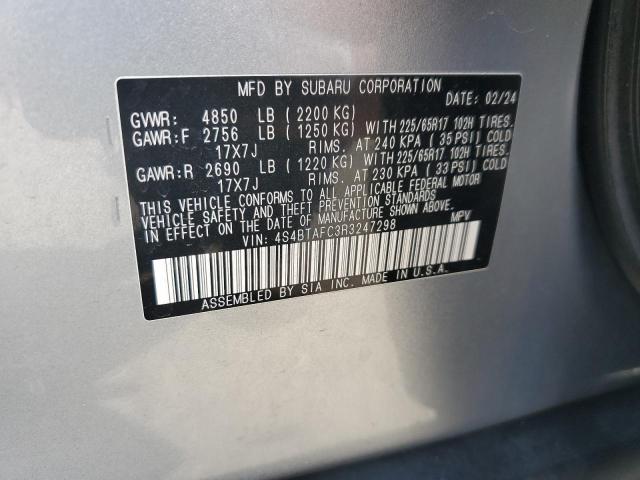 MFD BY SUBARU CORPORATION
DATE: 02/24
GVWR: 4850 LB (2200 KG)
GAWR:F 2756 LB (1250 KG) WITH 225/65R17 102H TIRES.
17X7J RIMS. AT 240 KPA (35 PSI) COLD
GAWR:R 2690 LB (1220 KG) WITH 225/65R17 102H TIRES.
17X7J RIMS. AT 230 KPA (33 PSI) COLD
THIS VEHICLE CONFORMS TO ALL APPLICABLE FEDERAL MOTOR
VEHICLE SAFETY AND THEFT PREVENTION STANDARDS
IN EFFECT ON THE DATE OF MANUFACTURE SHOWN ABOVE.
VIN: 4S4BTAFC3R3247298 MPV
ASSEMBLED BY SIA INC. MADE IN U.S.A.